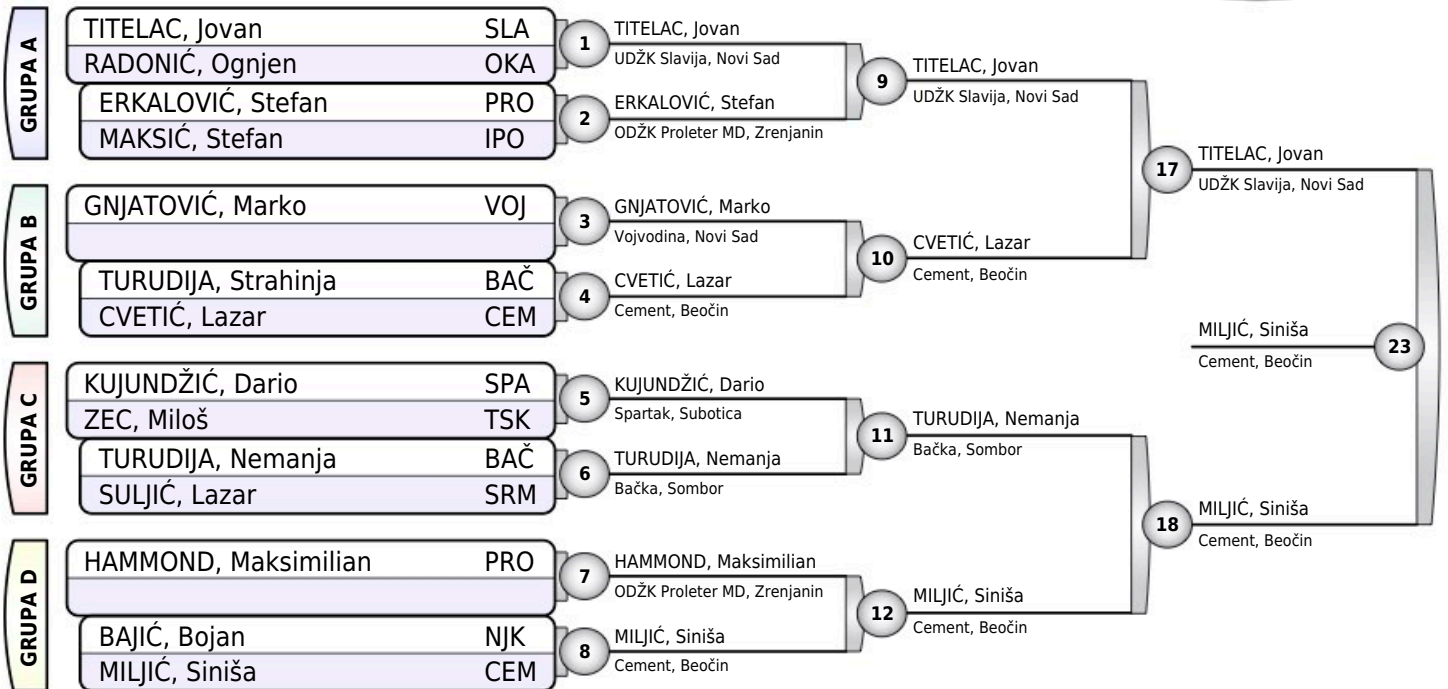 GRUPA A
TITELAC, Jovan SLA
RADONIĆ, Ognjen OKA
ERKALOVIĆ, Stefan PRO
MAKSIĆ, Stefan IPO
GRUPA B
GNJATOVIĆ, Marko VOJ
TURUDIJA, Strahinja BAČ
CVETIĆ, Lazar CEM
GRUPA C
KUJUNDŽIĆ, Dario SPA
ZEC, Miloš TSK
TURUDIJA, Nemanja BAČ
SULJIĆ, Lazar SRM
GRUPA D
HAMMOND, Maksimilian PRO
BAJIĆ, Bojan NJK
MILJIĆ, Siniša CEM
1
TITELAC, Jovan
UDŽK Slavija, Novi Sad
2
ERKALOVIĆ, Stefan
ODŽK Proleter MD, Zrenjanin
3
GNJATOVIĆ, Marko
Vojvodina, Novi Sad
4
CVETIĆ, Lazar
Cement, Beočin
5
KUJUNDŽIĆ, Dario
Spartak, Subotica
6
TURUDIJA, Nemanja
Bačka, Sombor
7
HAMMOND, Maksimilian
ODŽK Proleter MD, Zrenjanin
8
MILJIĆ, Siniša
Cement, Beočin
9
TITELAC, Jovan
UDŽK Slavija, Novi Sad
10
CVETIĆ, Lazar
Cement, Beočin
11
TURUDIJA, Nemanja
Bačka, Sombor
12
MILJIĆ, Siniša
Cement, Beočin
17
TITELAC, Jovan
UDŽK Slavija, Novi Sad
18
MILJIĆ, Siniša
Cement, Beočin
MILJIĆ, Siniša
Cement, Beočin
23